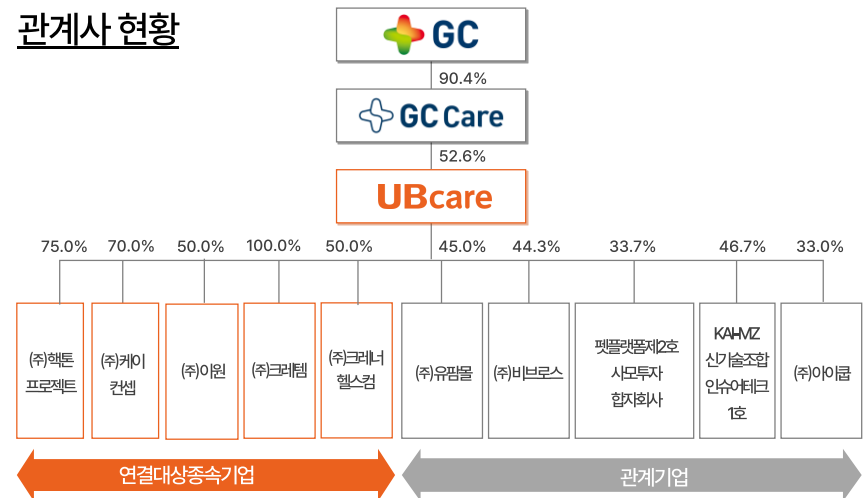 관계사 현황
GC
90.4%
GC Care
52.6%
UBcare
75.0% 70.0% 50.0% 100.0% 50.0% 45.0% 44.3% 33.7% 46.7% 33.0%
(주)핵톤
프로젝트
(주)케이
컨셉
(주)이원
(주)크레템
(주)크레너
헬스컴
(주)유팜몰
(주)비브로스
펫플랫폼제2호
사모투자
합자회사
KAHMZ
신기술조합
인슈어테크
1호
(주)아이쿱
연결대상종속기업
관계기업